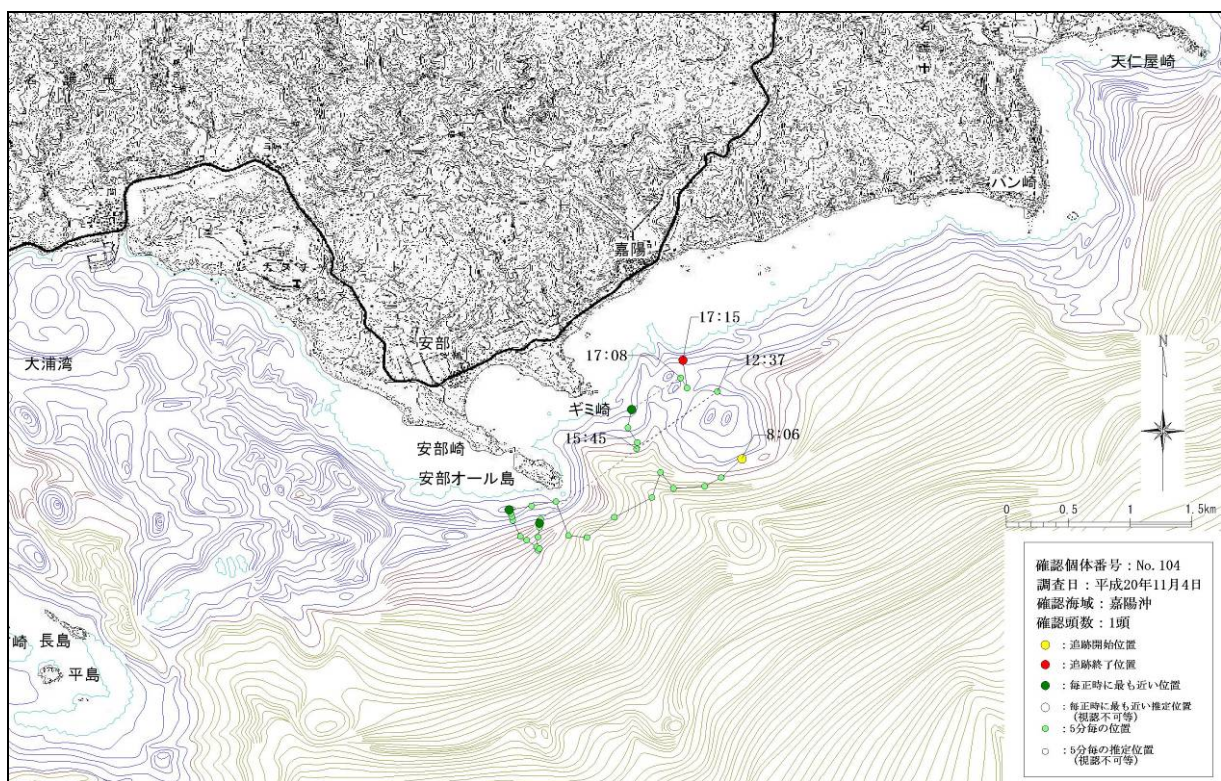 天仁屋崎
バン崎
嘉陽
17:15
17:08
12:37
安部
大浦湾
ギミ崎
15:45
8:06
安部崎
安部オール島
N
0 0.5 1 1.5km
崎
長島
平島
確認個体番号:No.104
調査日:平成20年11月4日
確認海域:嘉陽沖
確認頭数:1頭
:追跡開始位置
:追跡終了位置
:毎正時に最も近い位置
:毎正時に最も近い推定位置
(視認不可等)
:5分毎の位置
:5分毎の推定位置
(視認不可等)